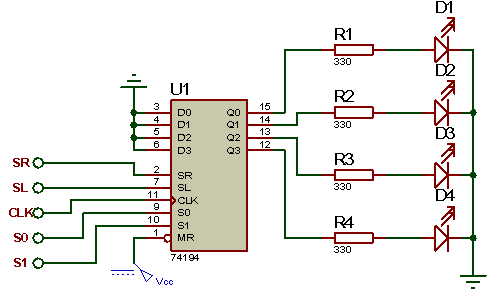 D1
R1
330
D2
U1
3 D0 Q0 15
R2
4 D1 Q1 14
5 D2 Q2 13
330
6 D3 Q3 12
D3
SR
2 SR
R3
SL
7 SL
330
CLK
11 CLK
D4
9 S0
R4
S0
10 S1
1 MR
330
S1
74194
Vcc